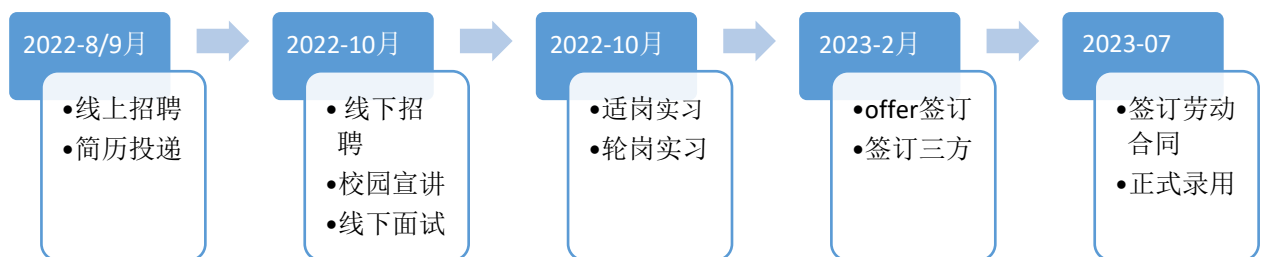 2022-8/9月
•线上招聘
•简历投递
2022-10月
•线下招
聘
•校园宣讲
•线下面试
2022-10月
•适岗实习
•轮岗实习
2023-2月
•offer签订
•签订三方
2023-07
•签订劳动
合同
•正式录用